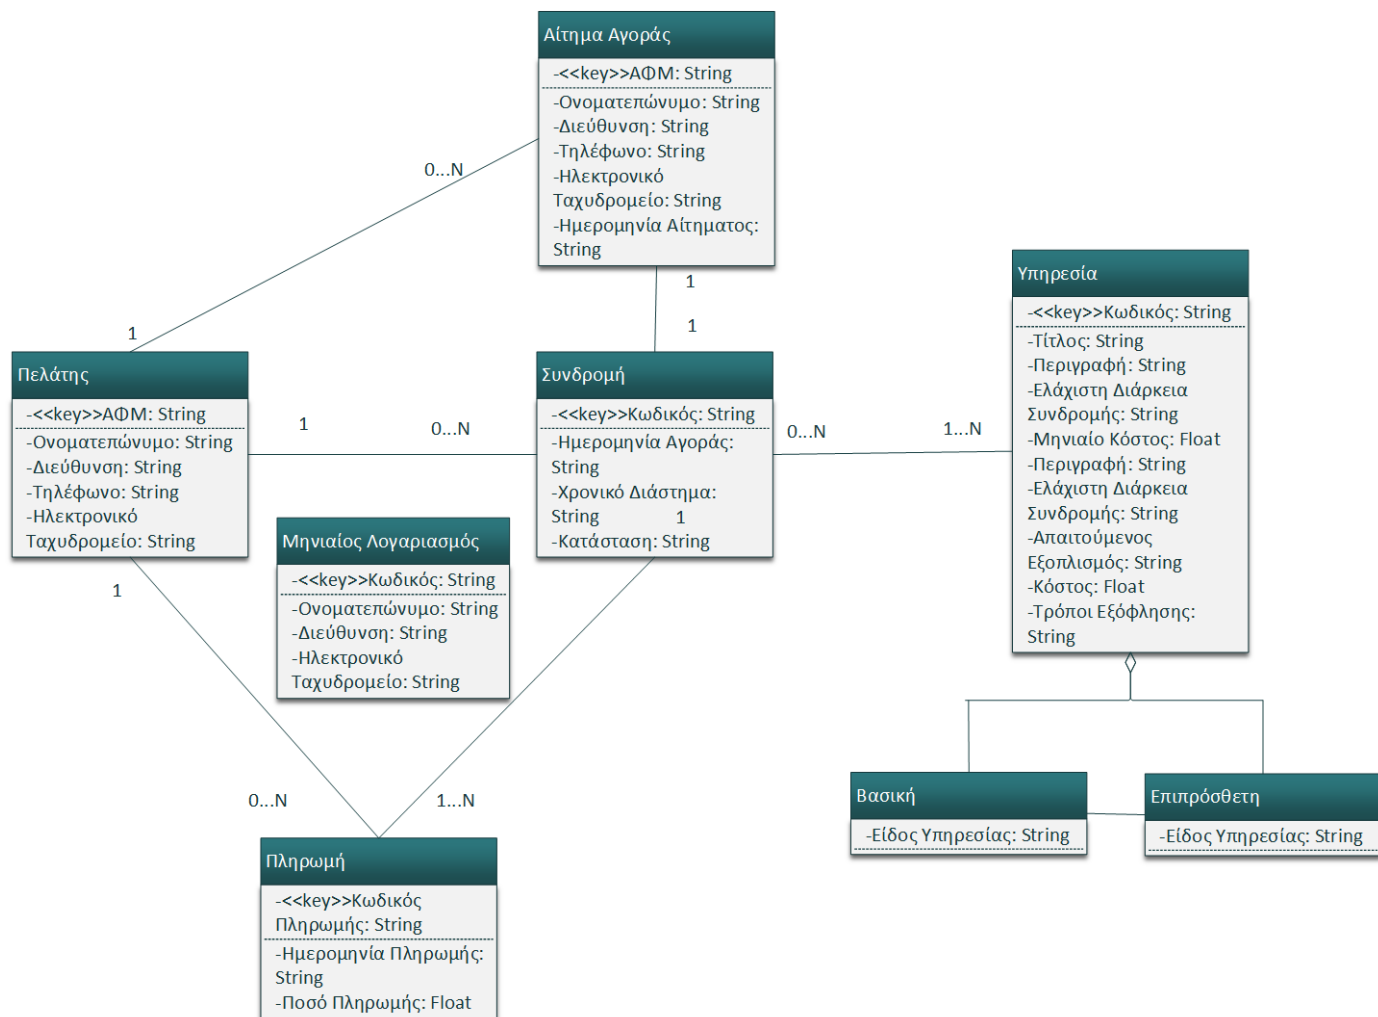 Αίτημα Αγοράς
-<<key>>ΑΦΜ: String
-Ονοματεπώνυμο: String
-Διεύθυνση: String
-Τηλέφωνο: String
-Ηλεκτρονικό
Ταχυδρομείο: String
-Ημερομηνία Αίτηματος:
String
0...N
1
1
1
Πελάτης
-<<key>>ΑΦΜ: String
-Ονοματεπώνυμο: String
-Διεύθυνση: String
-Τηλέφωνο: String
-Ηλεκτρονικό
Ταχυδρομείο: String
1
0...N
Συνδρομή
-<<key>>Κωδικός: String
-Ημερομηνία Αγοράς:
String
-Χρονικό Διάστημα:
String
1
-Κατάσταση: String
0...N
1...N
Υπηρεσία
-<<key>>Κωδικός: String
-Τίτλος: String
-Περιγραφή: String
-Ελάχιστη Διάρκεια
Συνδρομής: String
-Μηνιαίο Κόστος: Float
-Περιγραφή: String
-Ελάχιστη Διάρκεια
Συνδρομής: String
-Απαιτούμενος
Εξοπλισμός: String
-Κόστος: Float
-Τρόποι Εξόφλησης:
String
Μηνιαίος Λογαριασμός
-<<key>>Κωδικός: String
-Ονοματεπώνυμο: String
-Διεύθυνση: String
-Ηλεκτρονικό
Ταχυδρομείο: String
1
0...N
1...N
Βασική
-Είδος Υπηρεσίας: String
Επιπρόσθετη
-Είδος Υπηρεσίας: String
Πληρωμή
-<<key>>Κωδικός
Πληρωμής: String
-Ημερομηνία Πληρωμής:
String
-Ποσό Πληρωμής: Float